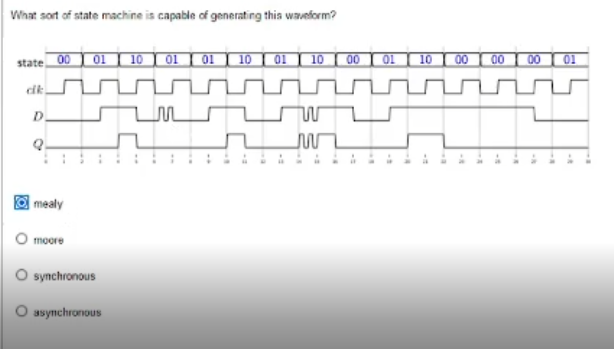 What sort of state machine is capable of generating this waveform?
state 00 01 10 01 01 10 01 10 00 01 10 00 00 00 01
clk
D
Q
mealy
moore
synchronous
asynchronous